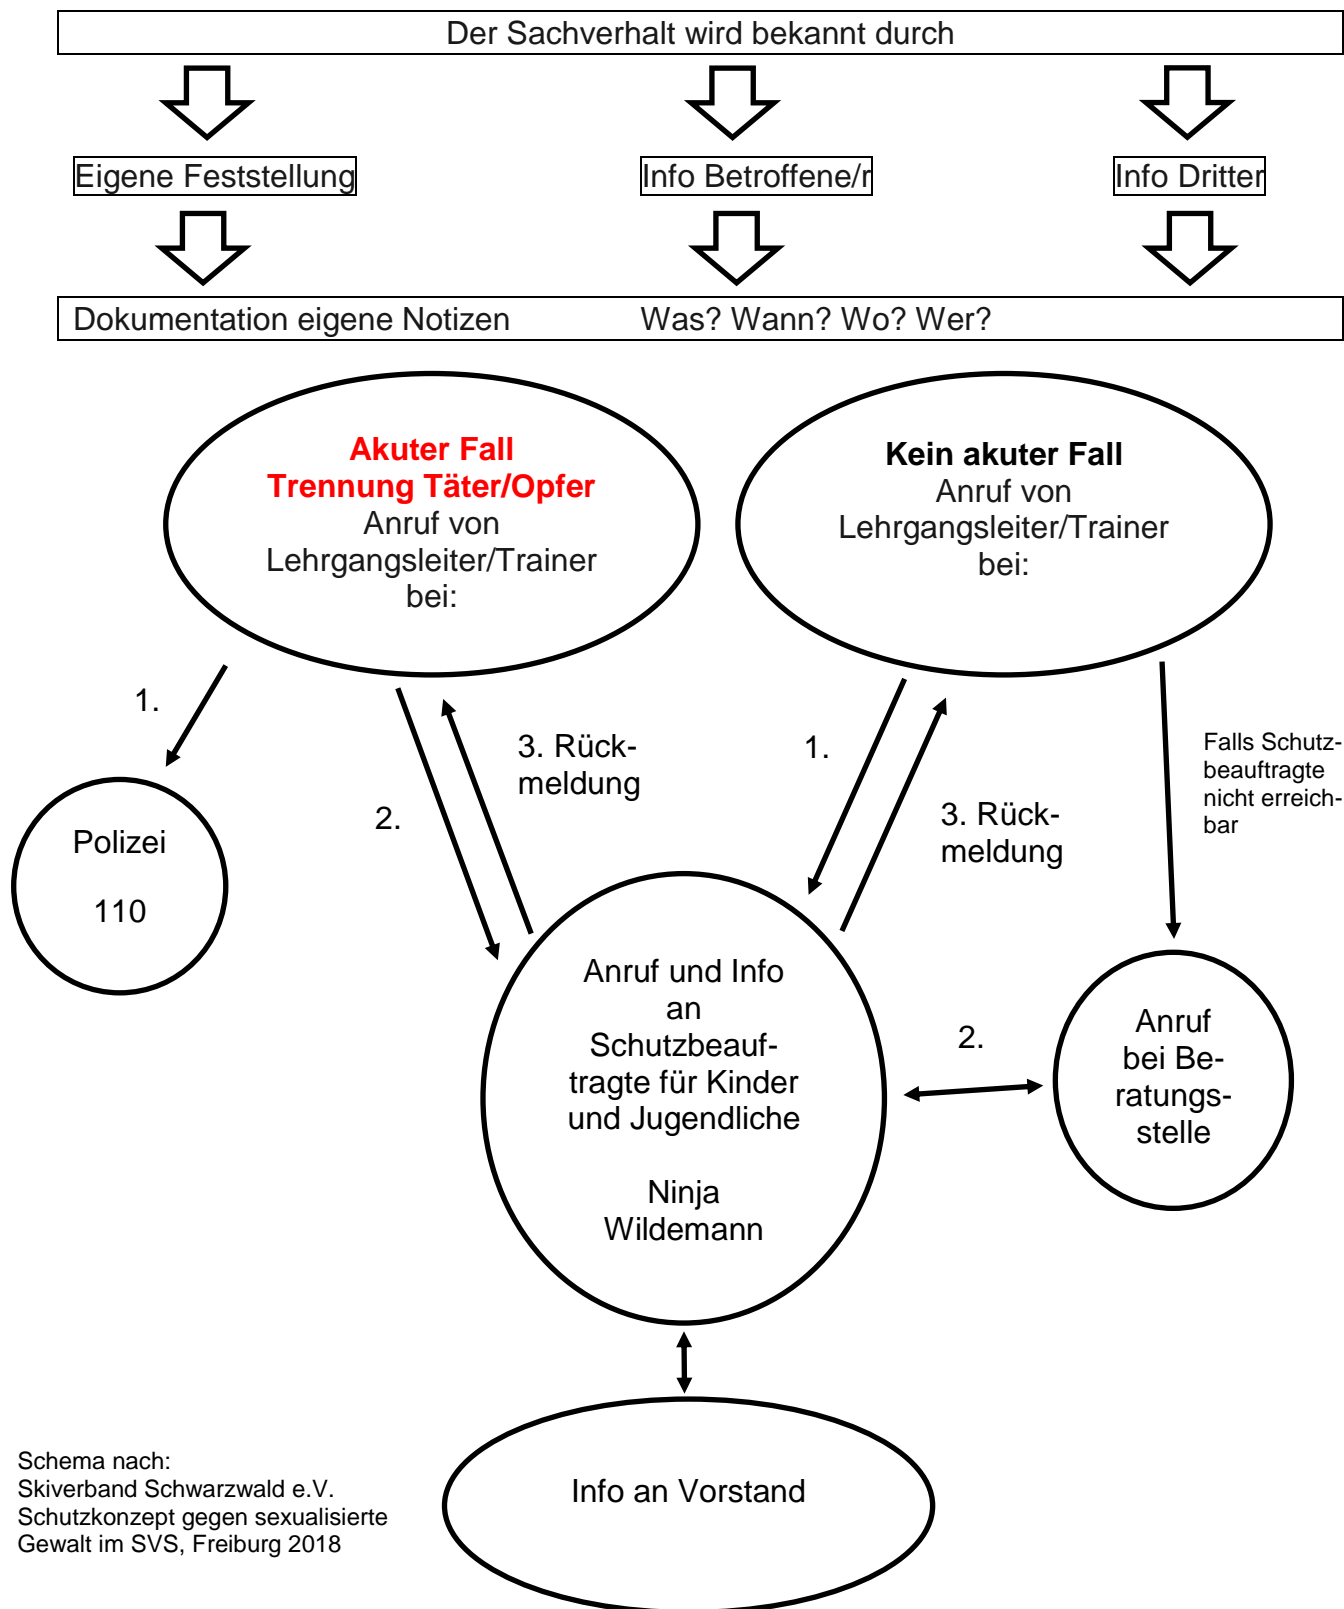 Der Sachverhalt wird bekannt durch
Eigene Feststellung
Info Betroffene/r
Info Dritter
Dokumentation eigene Notizen Was? Wann? Wo? Wer?
Akuter Fall
Trennung Täter/Opfer
Anruf von
Lehrgangsleiter/Trainer
bei:
Kein akuter Fall
Anruf von
Lehrgangsleiter/Trainer
bei:
1.
2.
3. Rück-
meldung
1.
3. Rück-
meldung
Falls Schutz-
beauftragte
nicht erreich-
bar
Polizei
110
Anruf und Info
an
Schutzbeauf-
tragte für Kinder
und Jugendliche
Ninja
Wildemann
2.
Anruf
bei Be-
ratungs-
stelle
Info an Vorstand
Schema nach:
Skiverband Schwarzwald e.V.
Schutzkonzept gegen sexualisierte
Gewalt im SVS, Freiburg 2018